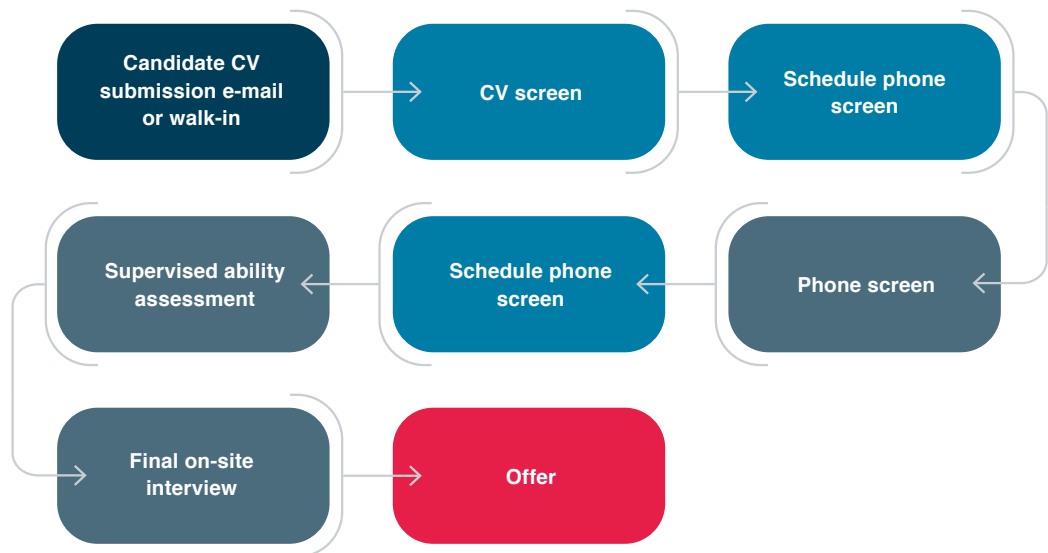 Candidate CV
submission e-mail
or walk-in
CV screen
Schedule phone
screen
Phone screen
Schedule phone
screen
Supervised ability
assessment
Final on-site
interview
Offer